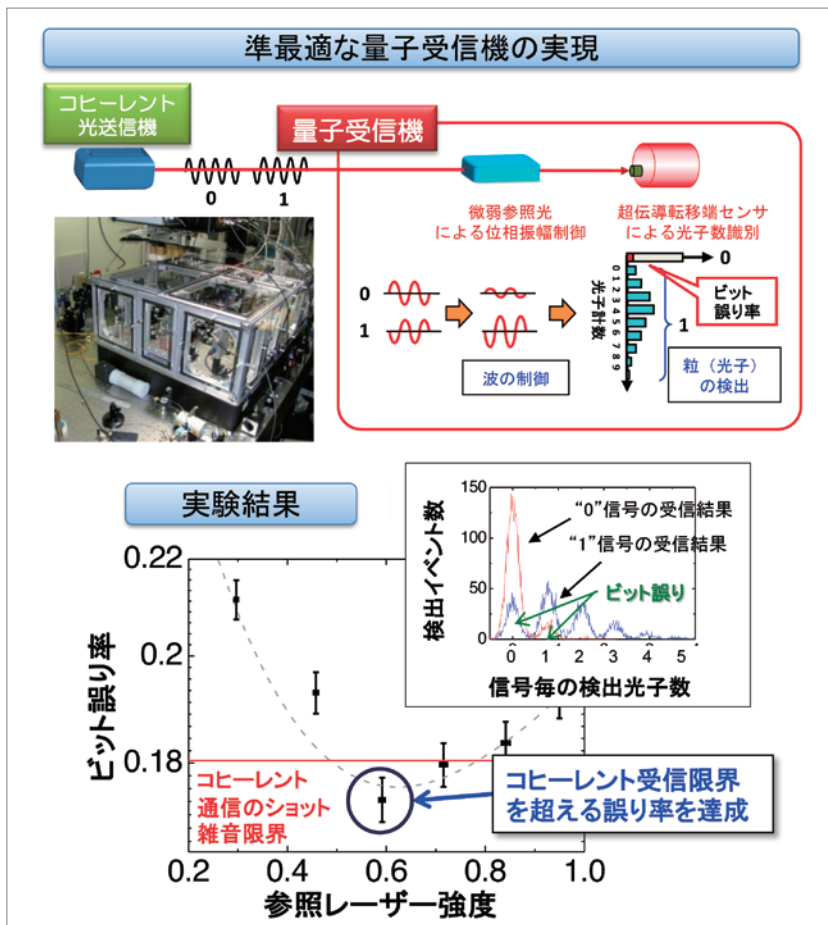 準最適な量子受信機の実現
コヒーレント
光送信機
量子受信機
0 1
微弱参照光
による位相振幅制御
超伝導転移端センサ
による光子数識別
0
1
波の制御
光子計数
0 1 2 3 4 5 6 7 8 9
0
ビット
誤り率
1
粒（光子）
の検出
実験結果
検出イベント数
150
100
50
0
“0”信号の受信結果
“1”信号の受信結果
ビット誤り
0 1 2 3 4 5
信号毎の検出光子数
ビット誤り率
0.22
0.2
0.18
コヒーレント
通信のショット
雑音限界
コヒーレント受信限界
を超える誤り率を達成
0.2 0.4 0.6 0.8 1.0
参照レーザー強度